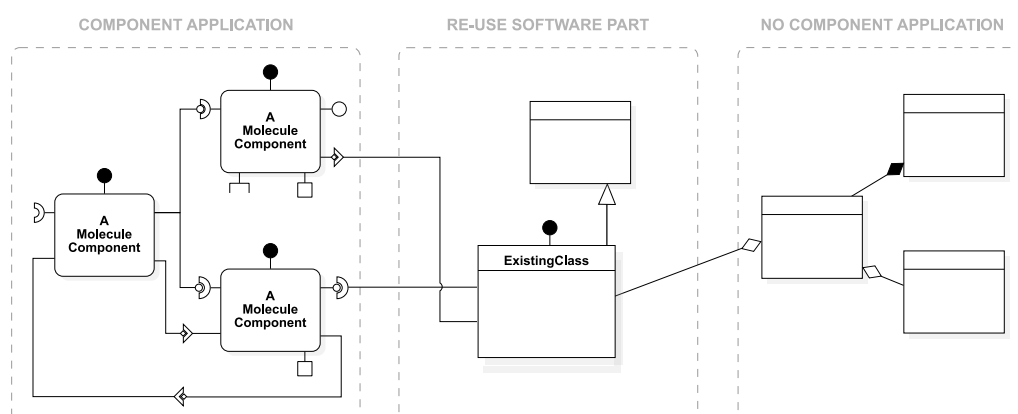 COMPONENT APPLICATION
RE-USE SOFTWARE PART
NO COMPONENT APPLICATION
A
Molecule
Component
A
Molecule
Component
A
Molecule
Component
ExistingClass